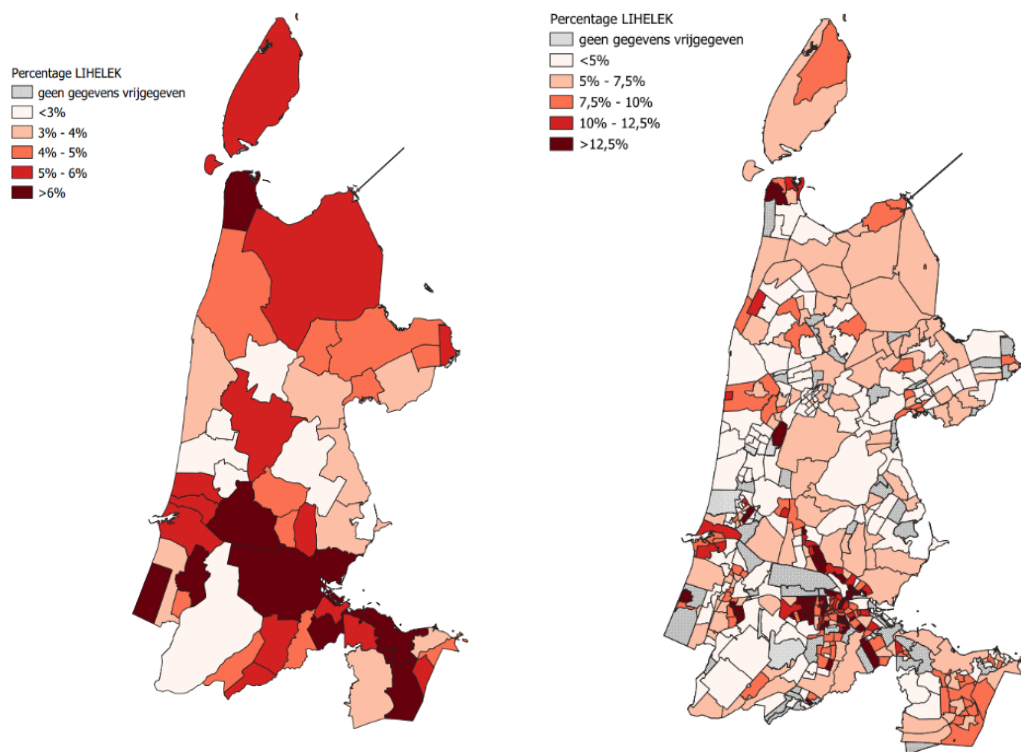 Percentage LIHELEK
geen gegevens vrijgegeven
<3%
3% - 4%
4% - 5%
5% - 6%
>6%
Percentage LIHELEK
geen gegevens vrijgegeven
<5%
5% - 7,5%
7,5% - 10%
10% - 12,5%
>12,5%